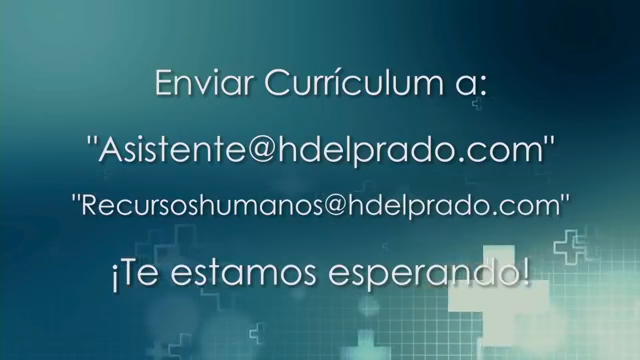 Enviar Currículum a:
"Asistente@hdelprado.com"
"Recursoshumanos@hdelprado.com"
¡Te estamos esperando!